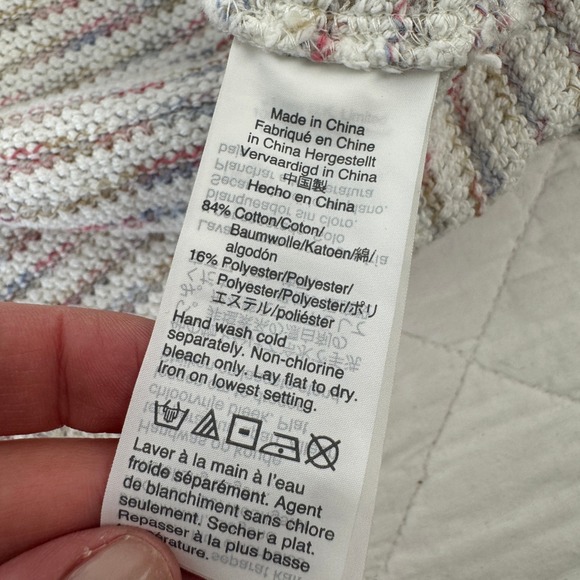 Made in China
Fabriqué en Chine
in China Hergestellt
Vervaardigd in China
中国製
Hecho en China
84% Cotton/Coton/
Baumwolle/Katoen/綿/
algodón
16% Polyester/Polyester/
Polyester/Polyester/ポリ
エステル/poliéster
Hand wash cold
separately. Non-chlorine
bleach only. Lay flat to dry.
Iron on lowest setting.
Laver à la main à l'eau
froide séparément. Agent
de blanchiment sans chlore
seulement. Secher a plat.
Repasser à la plus basse
température.